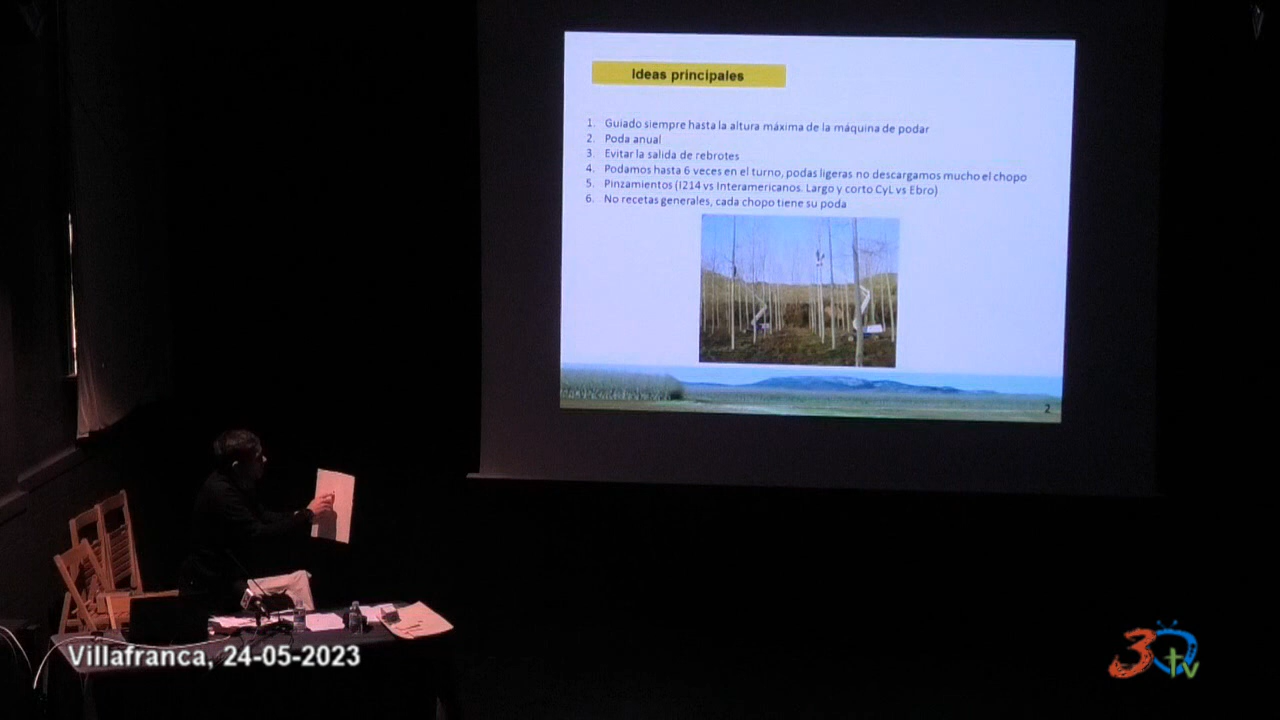 Ideas principales
1. Guiado siempre hasta la altura máxima de la máquina de podar
2. Poda anual
3. Evitar la salida de rebrotes
4. Podamos hasta 6 veces en el turno, podas ligeras no descargamos mucho el chopo
5. Pinzamientos (I214 vs Interamericanos. Largo y corto CyL vs Ebro)
6. No recetas generales, cada chopo tiene su poda
2
Villafranca, 24-05-2023
30 tv